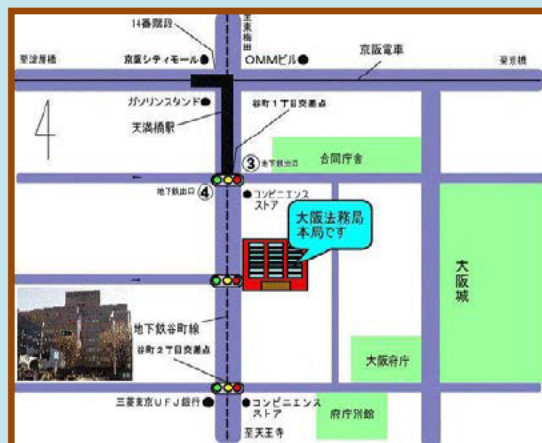 至東梅田
14番階段
至淀屋橋
京阪シティモール
OMMビル
京阪電車
至京橋
ガソリンスタンド
谷町1丁目交差点
天満橋駅
③地下鉄出口
合同庁舎
地下鉄出口④
コンビニエンス
ストア
大阪法務局
本局です
大阪城
地下鉄谷町線
谷町2丁目交差点
大阪府庁
三菱東京UFJ銀行
コンビニエンス
ストア
府庁別館
至天王寺